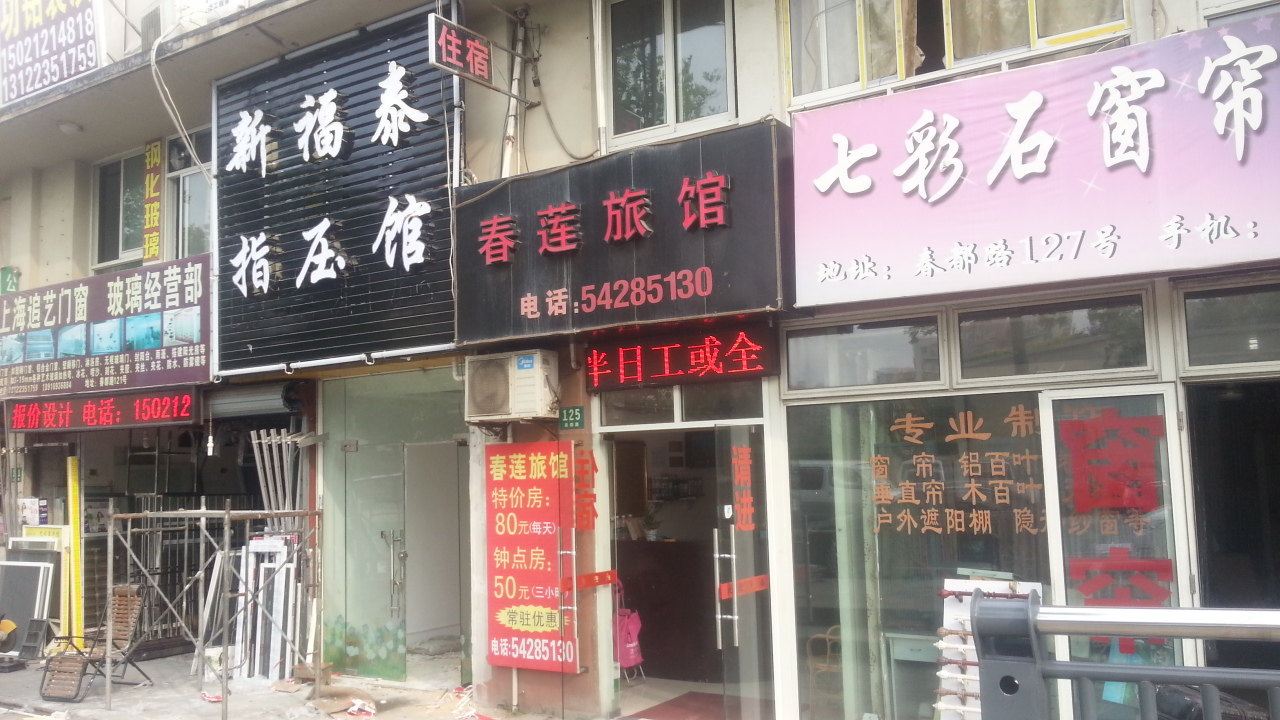 15021214818
13122351759
钢化玻璃
上海追艺门窗 玻璃经营部
报价设计 电话：150212
新福泰
指压馆
住宿
春莲旅馆
电话:54285130
半日工或全
125
春莲旅馆
特价房：
80元(每天)
钟点房：
50元(三小时)
常驻优惠
电话:54285130
住宿
请进
七彩石窗帘
地址：春都路127号 手机：
专业制
窗帘 铝百叶
垂直帘 木百叶
户外遮阳棚 隐
窗帘